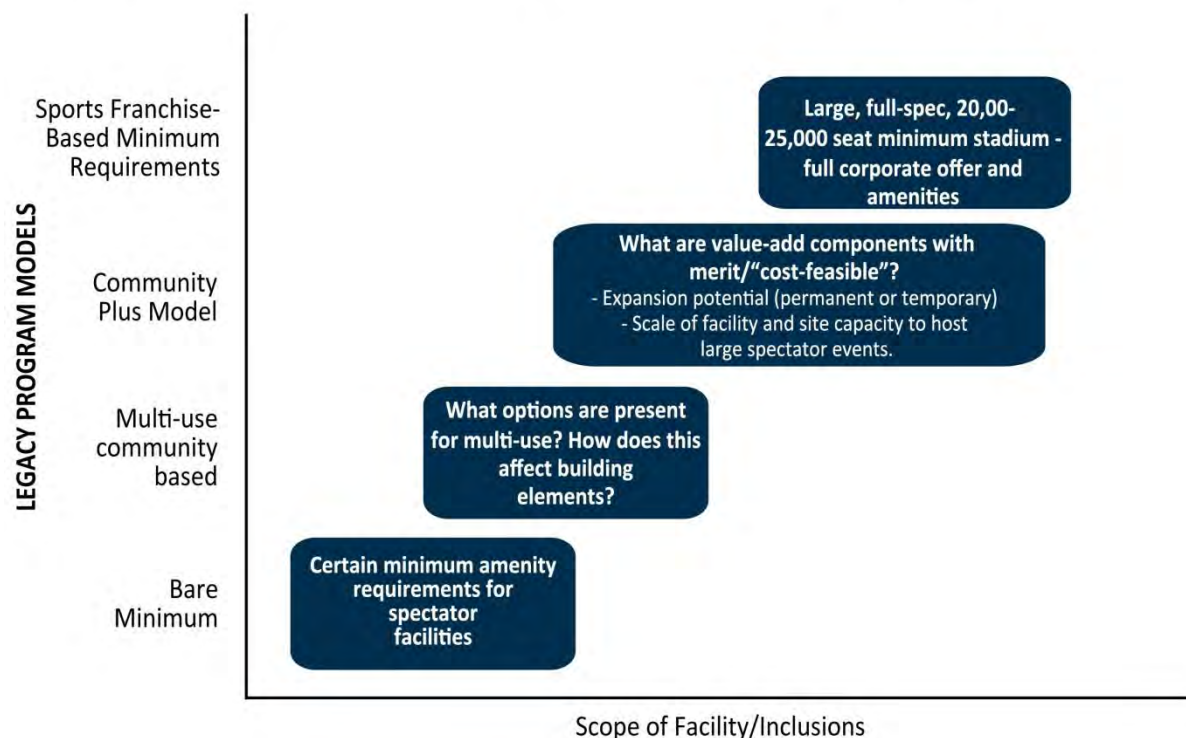 LEGACY PROGRAM MODELS
Sports Franchise-
Based Minimum
Requirements
Large, full-spec, 20,00-
25,000 seat minimum stadium -
full corporate offer and
amenities
Community
Plus Model
What are value-add components with
merit/“cost-feasible”?
- Expansion potential (permanent or temporary)
- Scale of facility and site capacity to host
large spectator events.
Multi-use
community
based
What options are present
for multi-use? How does this
affect building
elements?
Bare
Minimum
Certain minimum amenity
requirements for
spectator
facilities
Scope of Facility/Inclusions